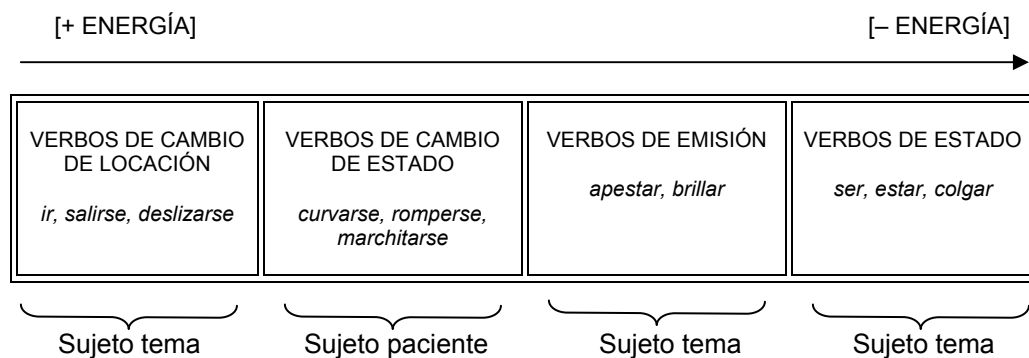 [+ ENERGÍA] [– ENERGÍA]
VERBOS DE CAMBIO
DE LOCACIÓN
ir, salirse, deslizarse
VERBOS DE CAMBIO
DE ESTADO
curvarse, romperse,
marchitarse
VERBOS DE EMISIÓN
apestar, brillar
VERBOS DE ESTADO
ser, estar, colgar
Sujeto tema Sujeto paciente Sujeto tema Sujeto tema